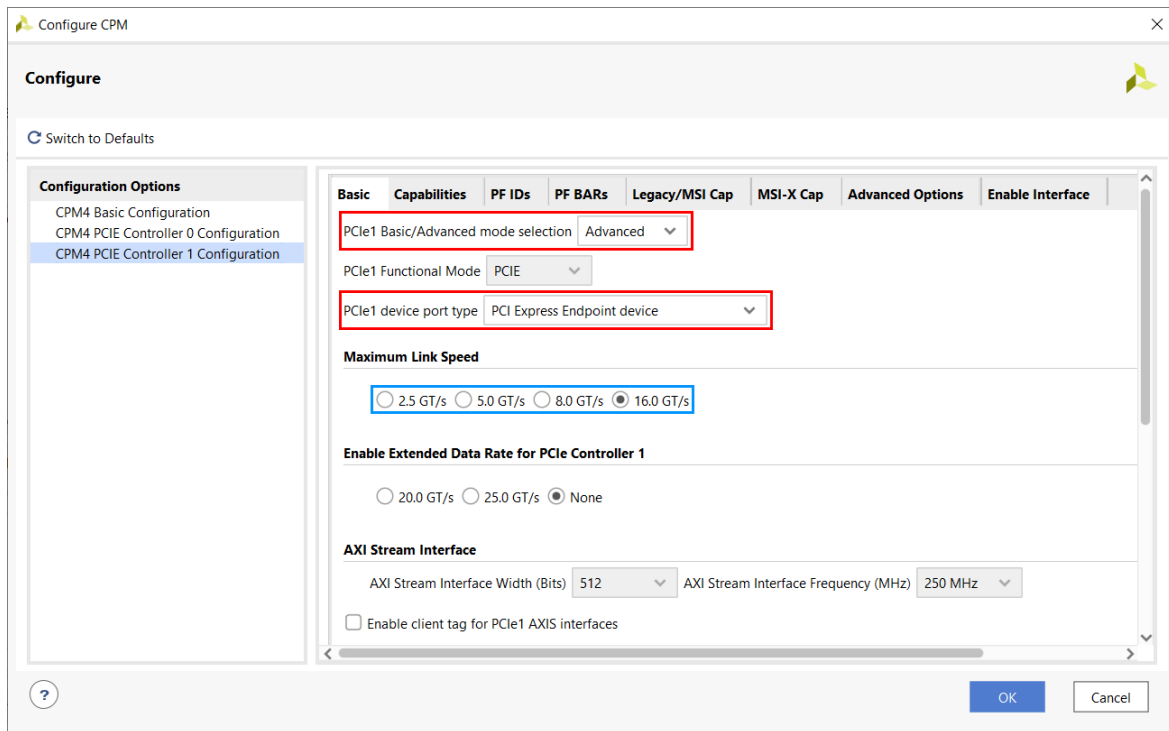 Configure CPM
Configure
Switch to Defaults
Configuration Options
CPM4 Basic Configuration
CPM4 PCIE Controller 0 Configuration
CPM4 PCIE Controller 1 Configuration
Basic Capabilities PF IDs PF BARs Legacy/MSI Cap MSI-X Cap Advanced Options Enable Interface
PCIe1 Basic/Advanced mode selection Advanced
PCIe1 Functional Mode PCIE
PCIe1 device port type PCI Express Endpoint device
Maximum Link Speed
2.5 GT/s 5.0 GT/s 8.0 GT/s 16.0 GT/s
Enable Extended Data Rate for PCIe Controller 1
20.0 GT/s 25.0 GT/s None
AXI Stream Interface
AXI Stream Interface Width (Bits) 512 AXI Stream Interface Frequency (MHz) 250 MHz
Enable client tag for PCIe1 AXIS interfaces
?
OK Cancel